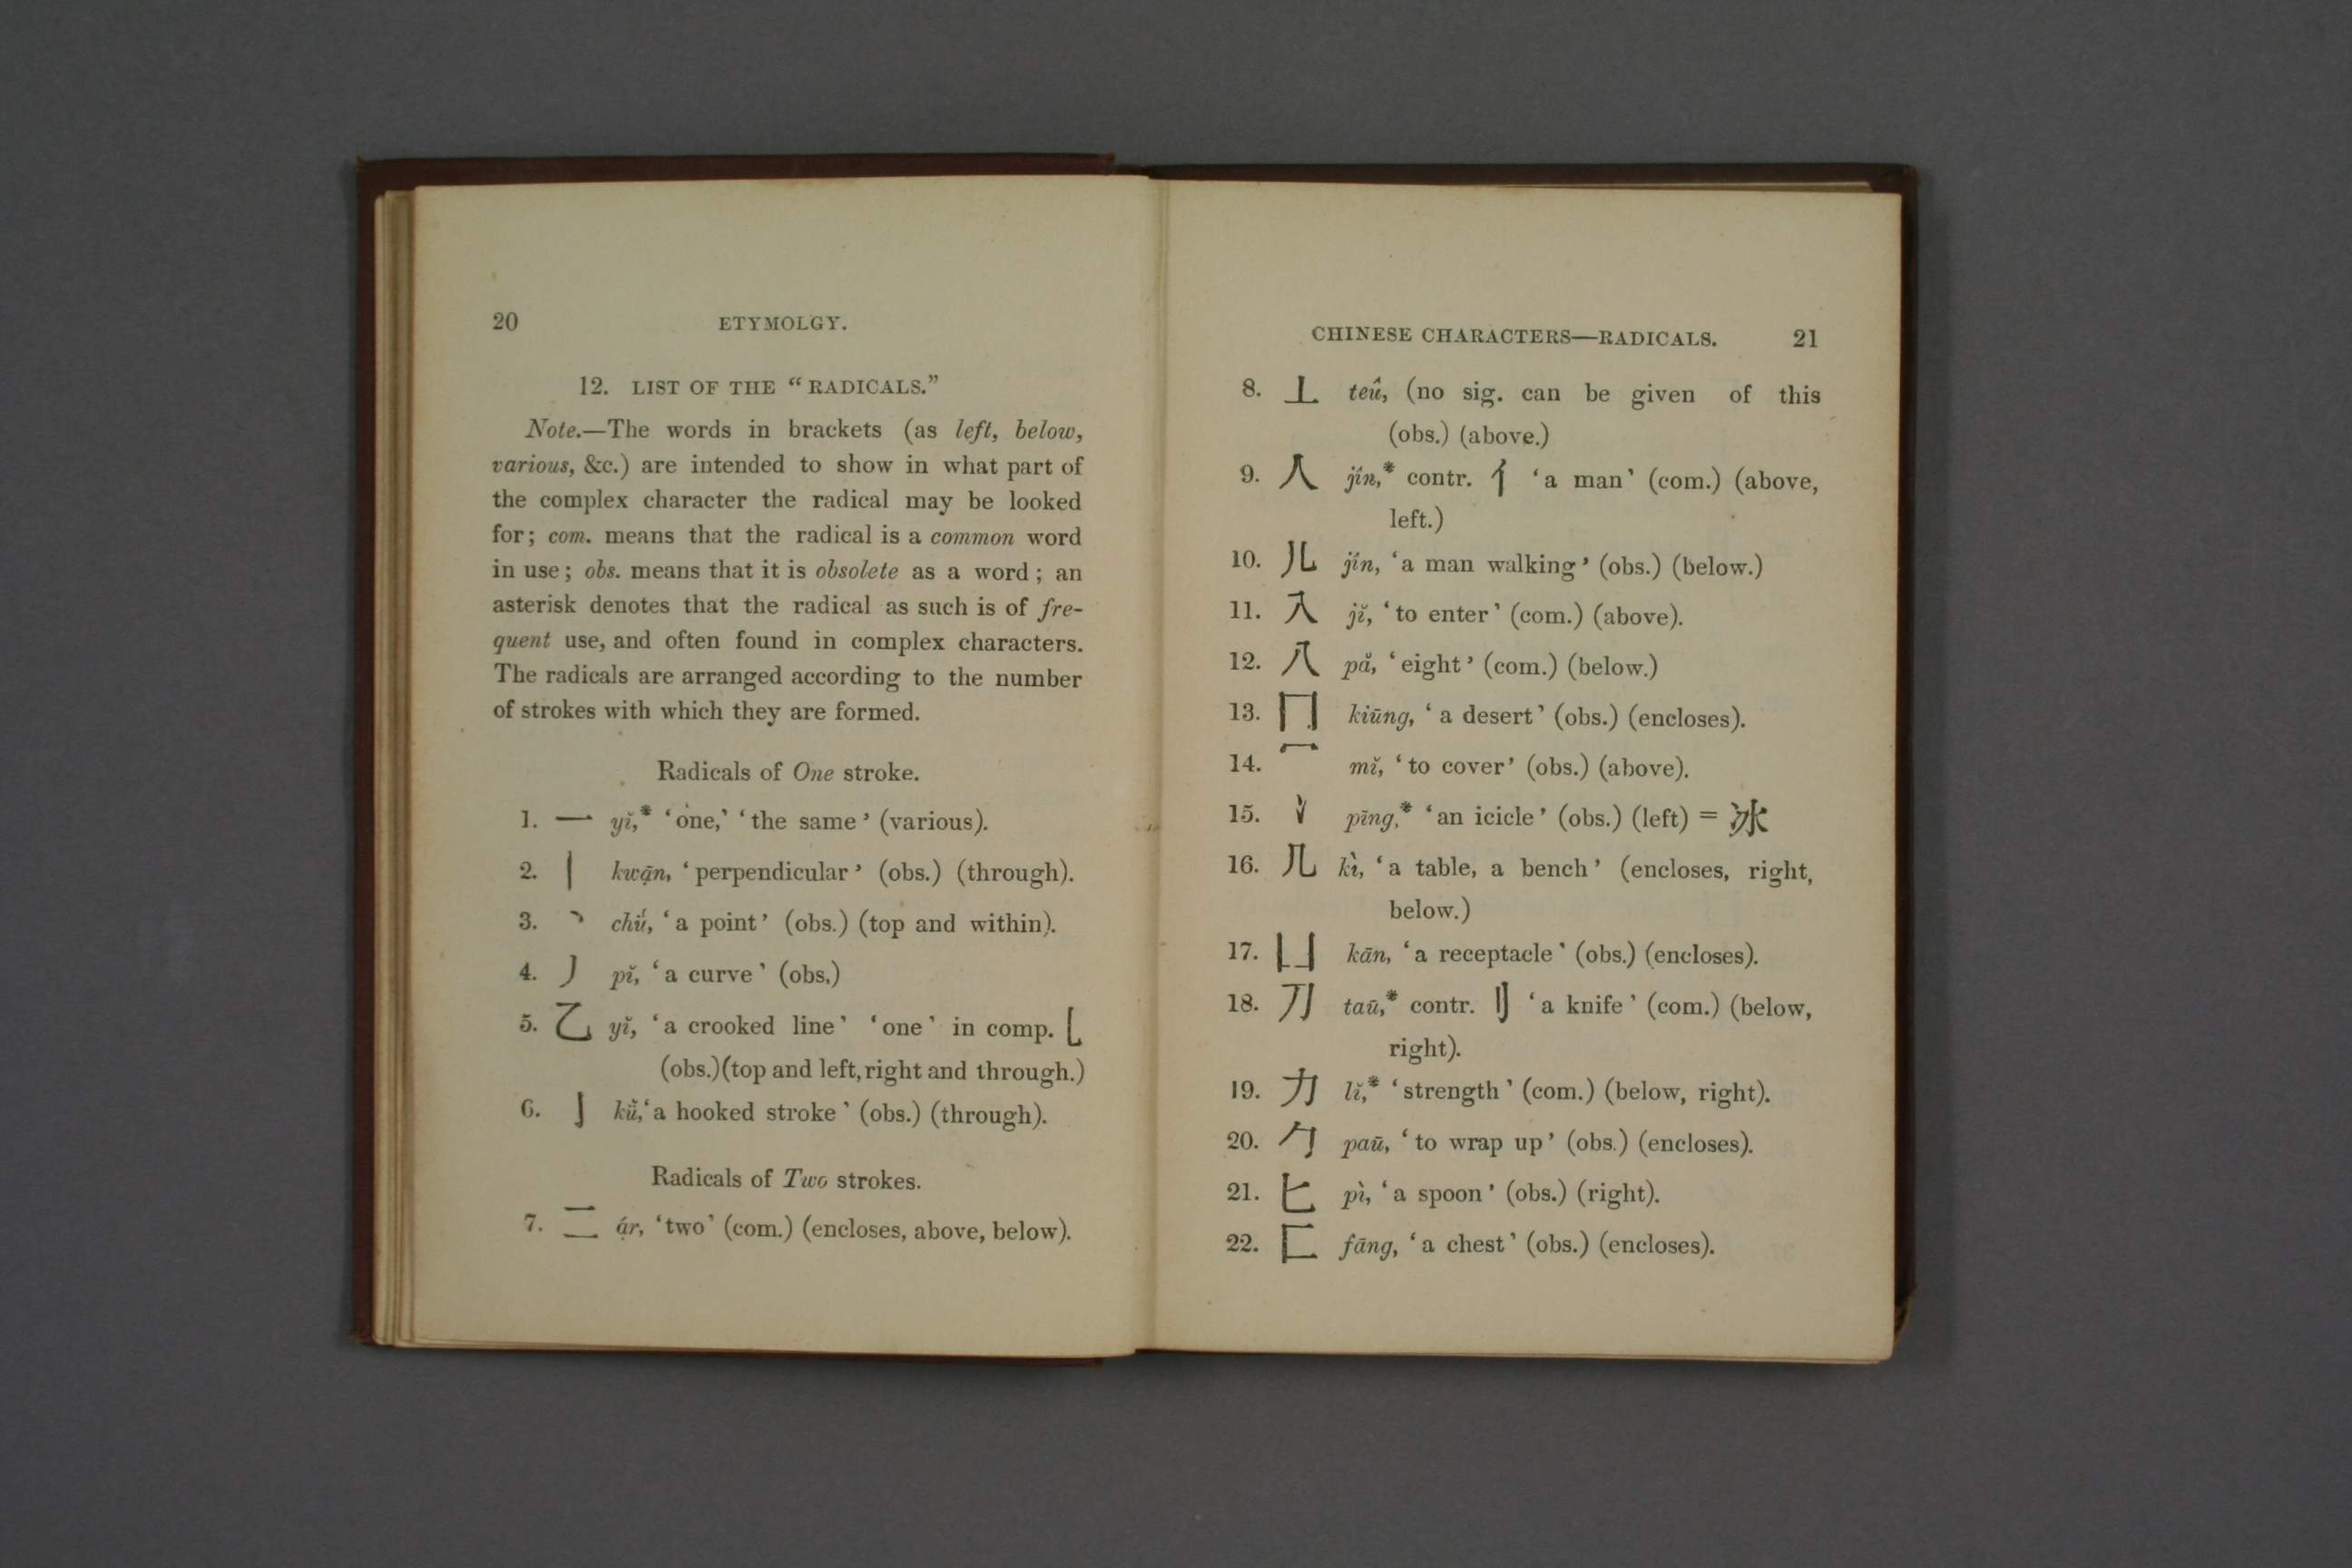 20 ETYMOLGY.
12. LIST OF THE “RADICALS.”
Note.—The words in brackets (as left, below,
various, &c.) are intended to show in what part of
the complex character the radical may be looked
for; com. means that the radical is a common word
in use; obs. means that it is obsolete as a word; an
asterisk denotes that the radical as such is of fre-
quent use, and often found in complex characters.
The radicals are arranged according to the number
of strokes with which they are formed.
Radicals of One stroke.
1. 一 yĭ,* ‘one,’ ‘the same’ (various).
2. 丨 kwạ̄n, ‘perpendicular’ (obs.) (through).
3. 丶 chŭ́, ‘a point’ (obs.) (top and within).
4. 丿 pĭ, ‘a curve’ (obs.)
5. 乙 yĭ, ‘a crooked line’ ‘one’ in comp. 乚
(obs.) (top and left, right and through.)
6. 亅 kü̆, ‘a hooked stroke’ (obs.) (through).
Radicals of Two strokes.
7. 二 ạ́r, ‘two’ (com.) (encloses, above, below).
CHINESE CHARACTERS—RADICALS. 21
8. 亠 teû, (no sig. can be given of this
(obs.) (above.)
9. 人 jîn,* contr. 亻 ‘a man’ (com.) (above,
left.)
10. 儿 jîn, ‘a man walking’ (obs.) (below.)
11. 入 jĭ, ‘to enter’ (com.) (above).
12. 八 pă, ‘eight’ (com.) (below.)
13. 冂 kiūng, ‘a desert’ (obs.) (encloses).
14. 冖 mĭ, ‘to cover’ (obs.) (above).
15. 冫 pīng,* ‘an icicle’ (obs.) (left) = 冰
16. 几 kì, ‘a table, a bench’ (encloses, right,
below.)
17. 凵 kān, ‘a receptacle’ (obs.) (encloses).
18. 刀 taū,* contr. 刂 ‘a knife’ (com.) (below,
right).
19. 力 lĭ,* ‘strength’ (com.) (below, right).
20. 勹 paū, ‘to wrap up’ (obs.) (encloses).
21. 匕 pì, ‘a spoon’ (obs.) (right).
22. 匚 fāng, ‘a chest’ (obs.) (encloses).